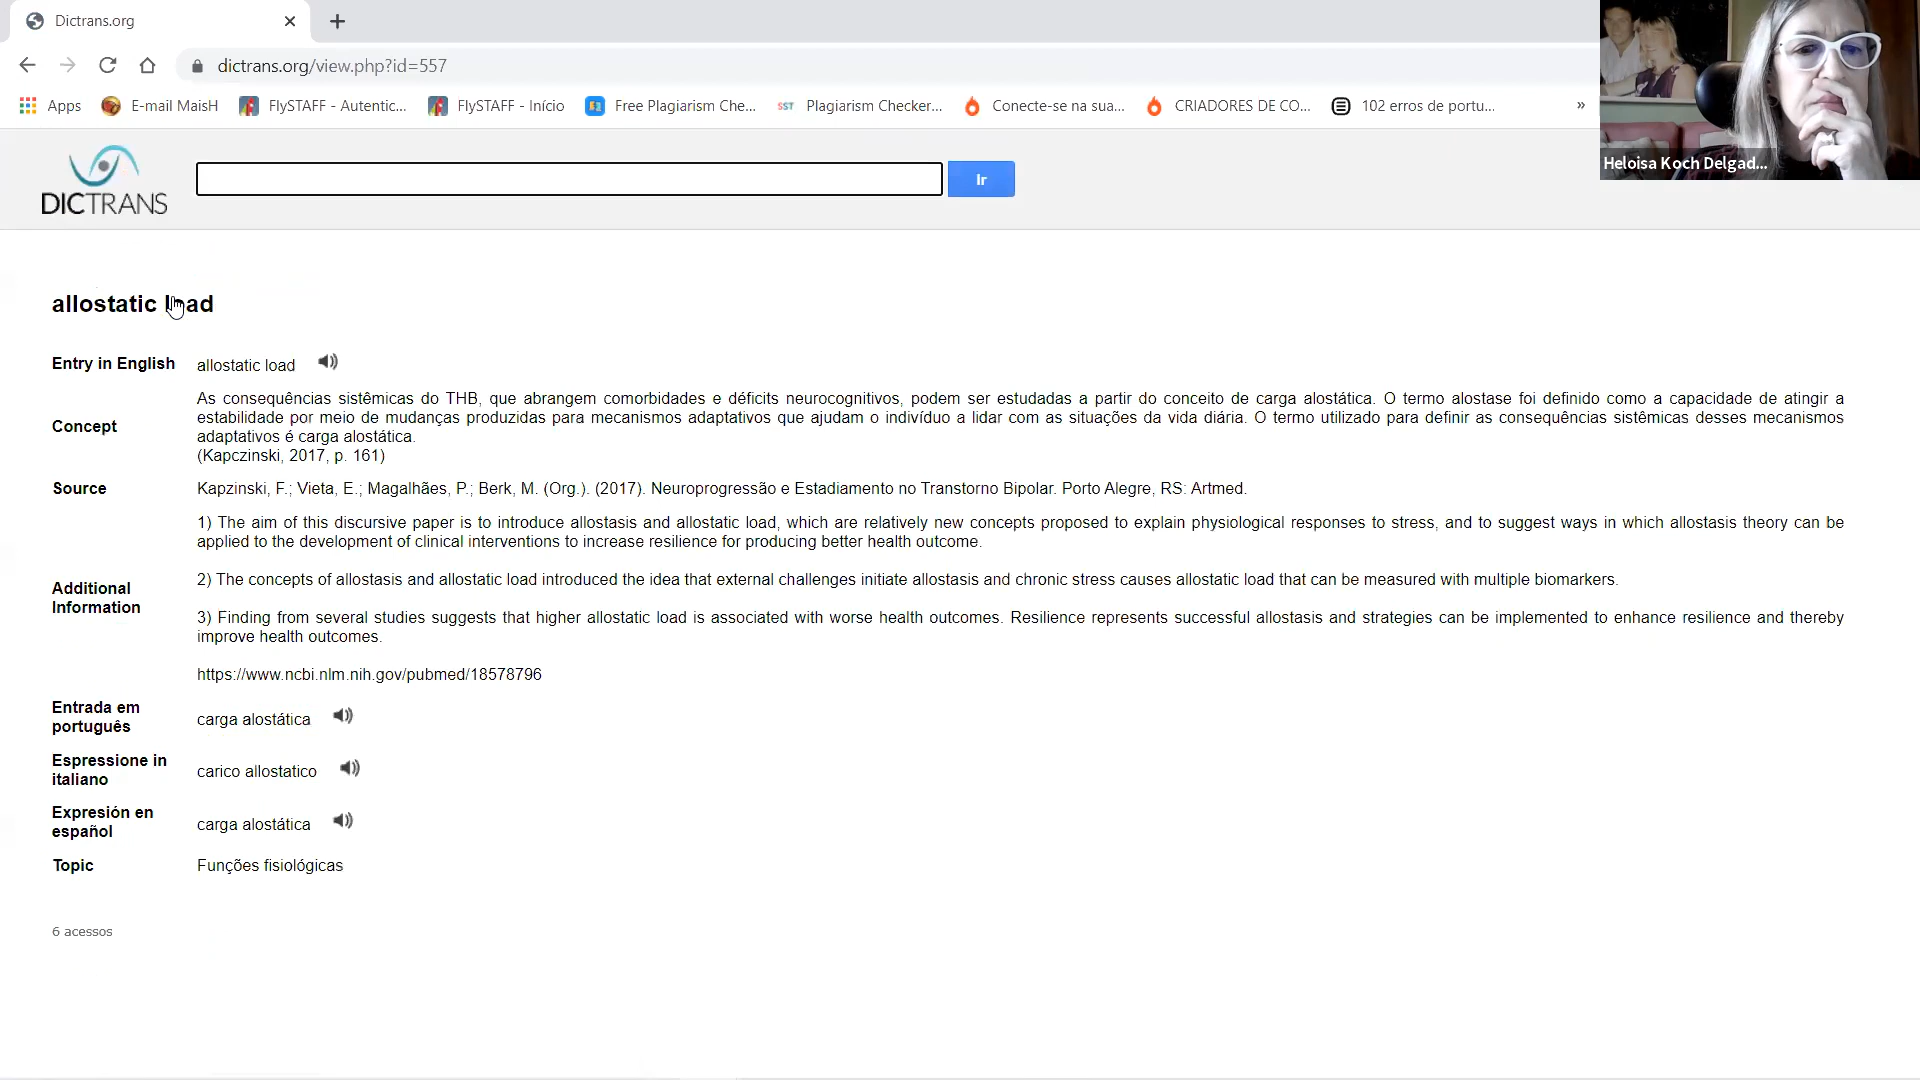 Dictrans.org
dictrans.org/view.php?id=557
Apps
E-mail MaisH
FlySTAFF - Autentic...
FlySTAFF - Início
Free Plagiarism Che...
SST
Plagiarism Checker...
Conecte-se na sua...
CRIADORES DE CO...
102 erros de portu...
»
Heloisa Koch Delgad...
DICTRANS
Ir
allostatic load
Entry in English
allostatic load
Concept
As consequências sistêmicas do THB, que abrangem comorbidades e déficits neurocognitivos, podem ser estudadas a partir do conceito de carga alostática. O termo alostase foi definido como a capacidade de atingir a
estabilidade por meio de mudanças produzidas para mecanismos adaptativos que ajudam o indivíduo a lidar com as situações da vida diária. O termo utilizado para definir as consequências sistêmicas desses mecanismos
adaptativos é carga alostática.
(Kapczinski, 2017, p. 161)
Source
Kapzinski, F.; Vieta, E.; Magalhães, P.; Berk, M. (Org.). (2017). Neuroprogressão e Estadiamento no Transtorno Bipolar. Porto Alegre, RS: Artmed.
Additional
Information
1) The aim of this discursive paper is to introduce allostasis and allostatic load, which are relatively new concepts proposed to explain physiological responses to stress, and to suggest ways in which allostasis theory can be
applied to the development of clinical interventions to increase resilience for producing better health outcome.
2) The concepts of allostasis and allostatic load introduced the idea that external challenges initiate allostasis and chronic stress causes allostatic load that can be measured with multiple biomarkers.
3) Finding from several studies suggests that higher allostatic load is associated with worse health outcomes. Resilience represents successful allostasis and strategies can be implemented to enhance resilience and thereby
improve health outcomes.
https://www.ncbi.nlm.nih.gov/pubmed/18578796
Entrada em
português
carga alostática
Espressione in
italiano
carico allostatico
Expresión en
español
carga alostática
Topic
Funções fisiológicas
6 acessos